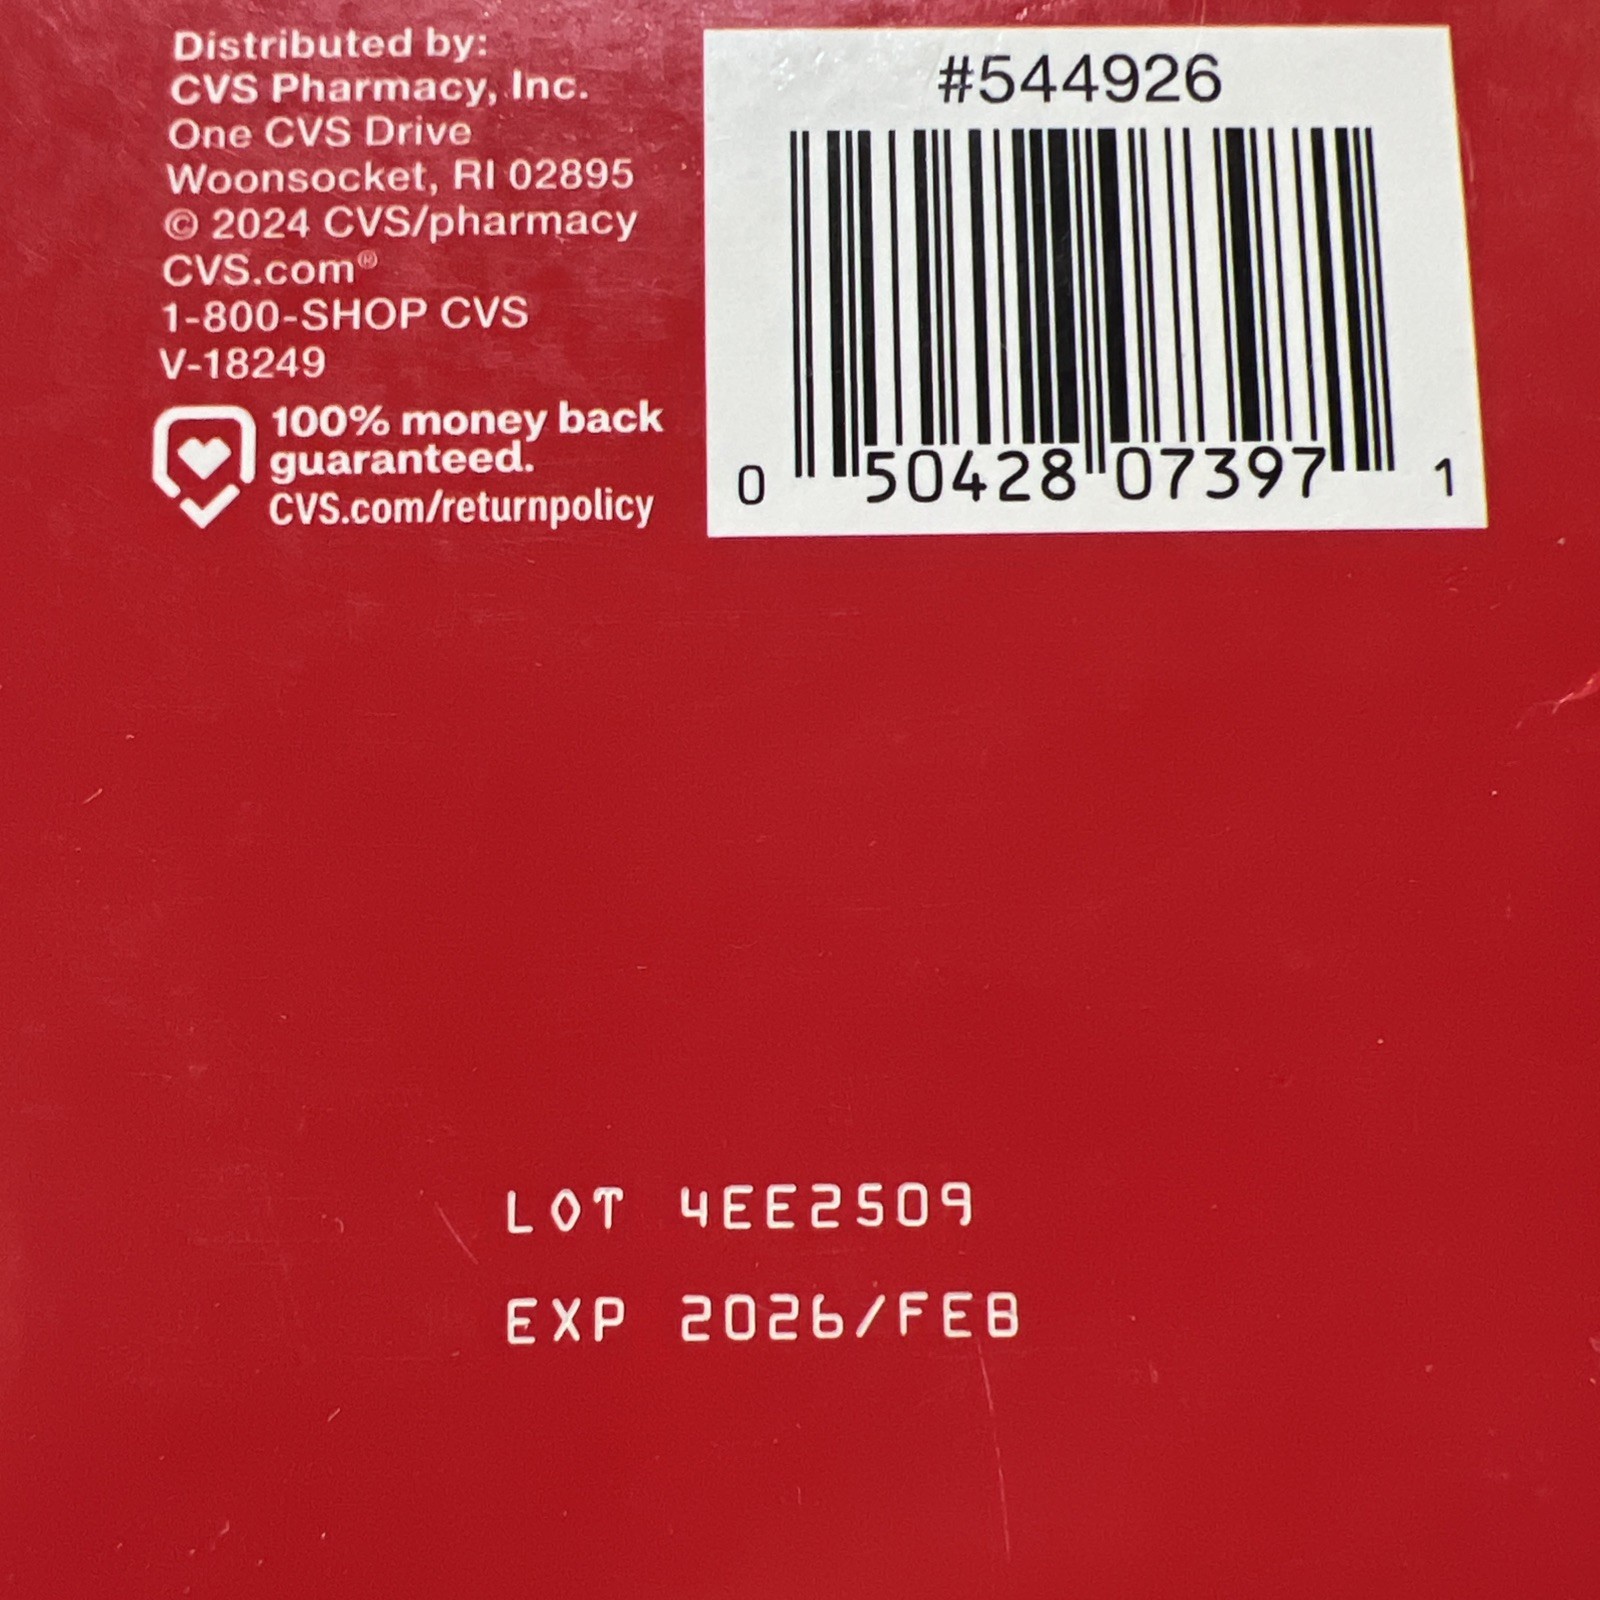 Distributed by:
CVS Pharmacy, Inc.
One CVS Drive
Woonsocket, RI 02895
© 2024 CVS/pharmacy
CVS.com®
1-800-SHOP CVS
V-18249
100% money back
guaranteed.
CVS.com/returnpolicy
#544926
0 50428 07397 1
LOT 4EE2509
EXP 2026/FEB